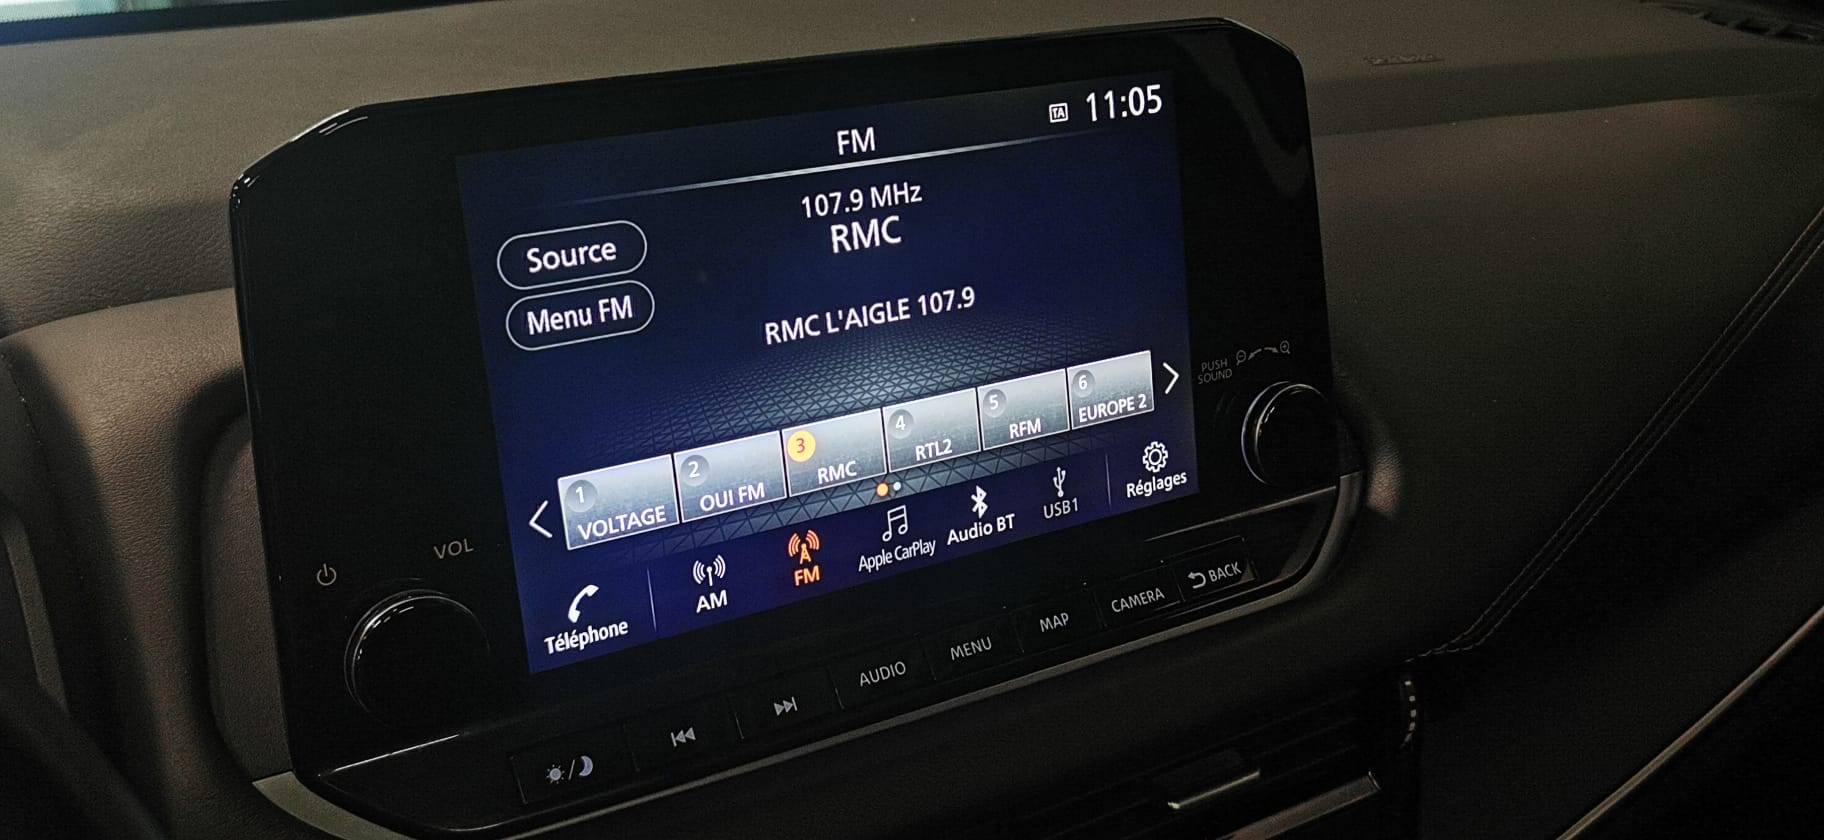 TA 11:05
FM
107.9 MHz
RMC
Source
Menu FM
RMC L'AIGLE 107.9
1 VOLTAGE
2 OUI FM
3 RMC
4 RTL2
5 RFM
6 EUROPE 2
Téléphone
AM
FM
Apple CarPlay
Audio BT
USB1
Réglages
VOL
PUSH
SOUND
AUDIO
MENU
MAP
CAMERA
BACK